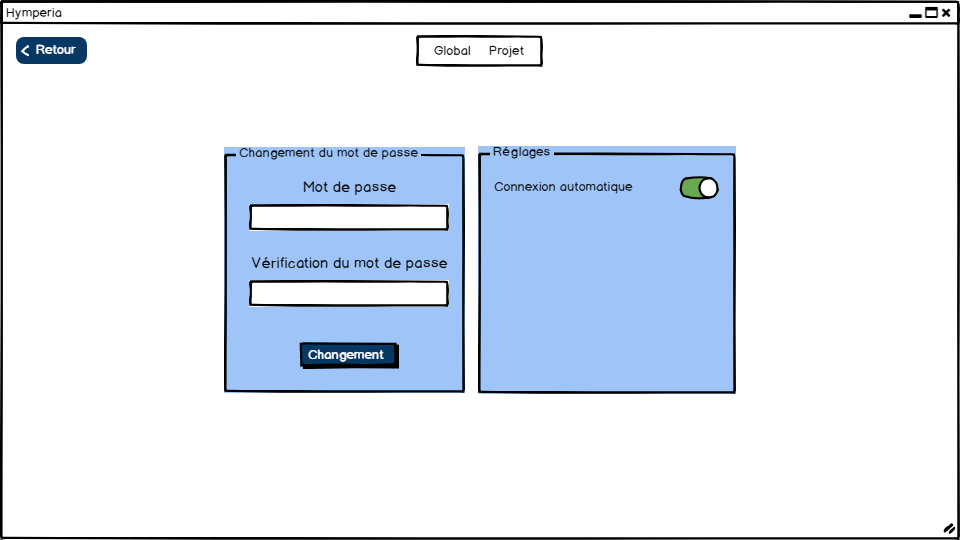 Hymperia
Retour
Global Projet
Changement du mot de passe
Mot de passe
Vérification du mot de passe
Changement
Réglages
Connexion automatique